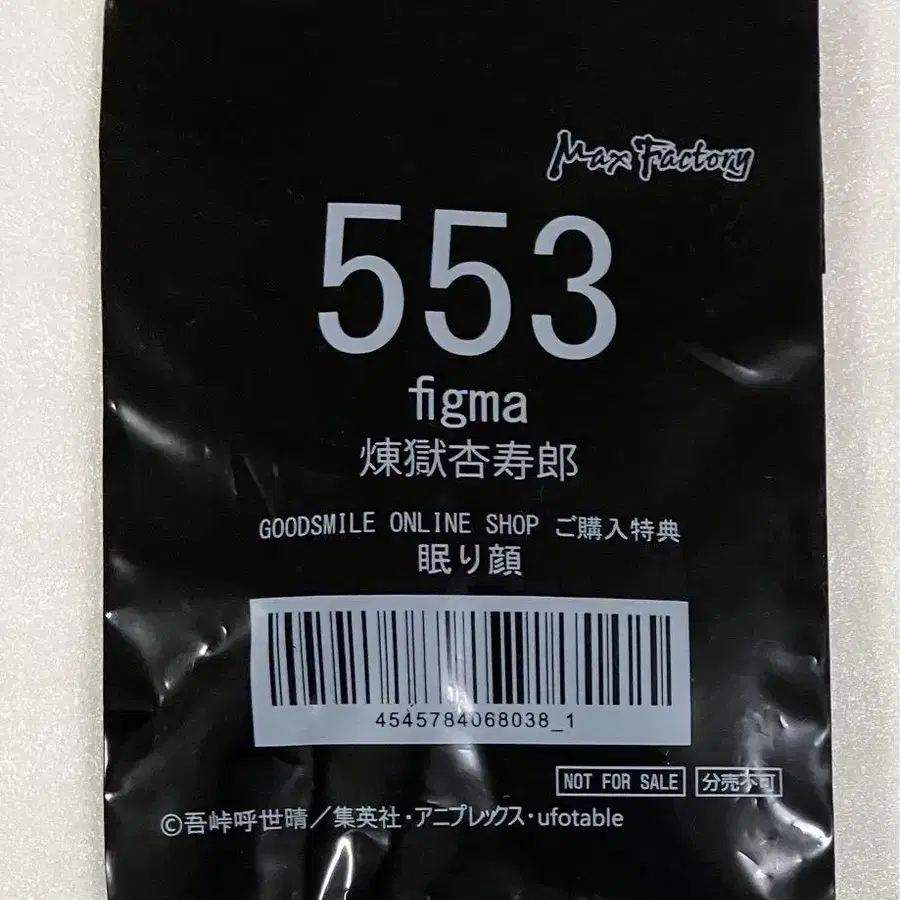 Max Factory
553
figma
煉獄杏寿郎
GOODSMILE ONLINE SHOP ご購入特典
眠り顔
4545784068038_1
NOT FOR SALE 分売不可
©吾峠呼世晴／集英社・アニプレックス・ufotable